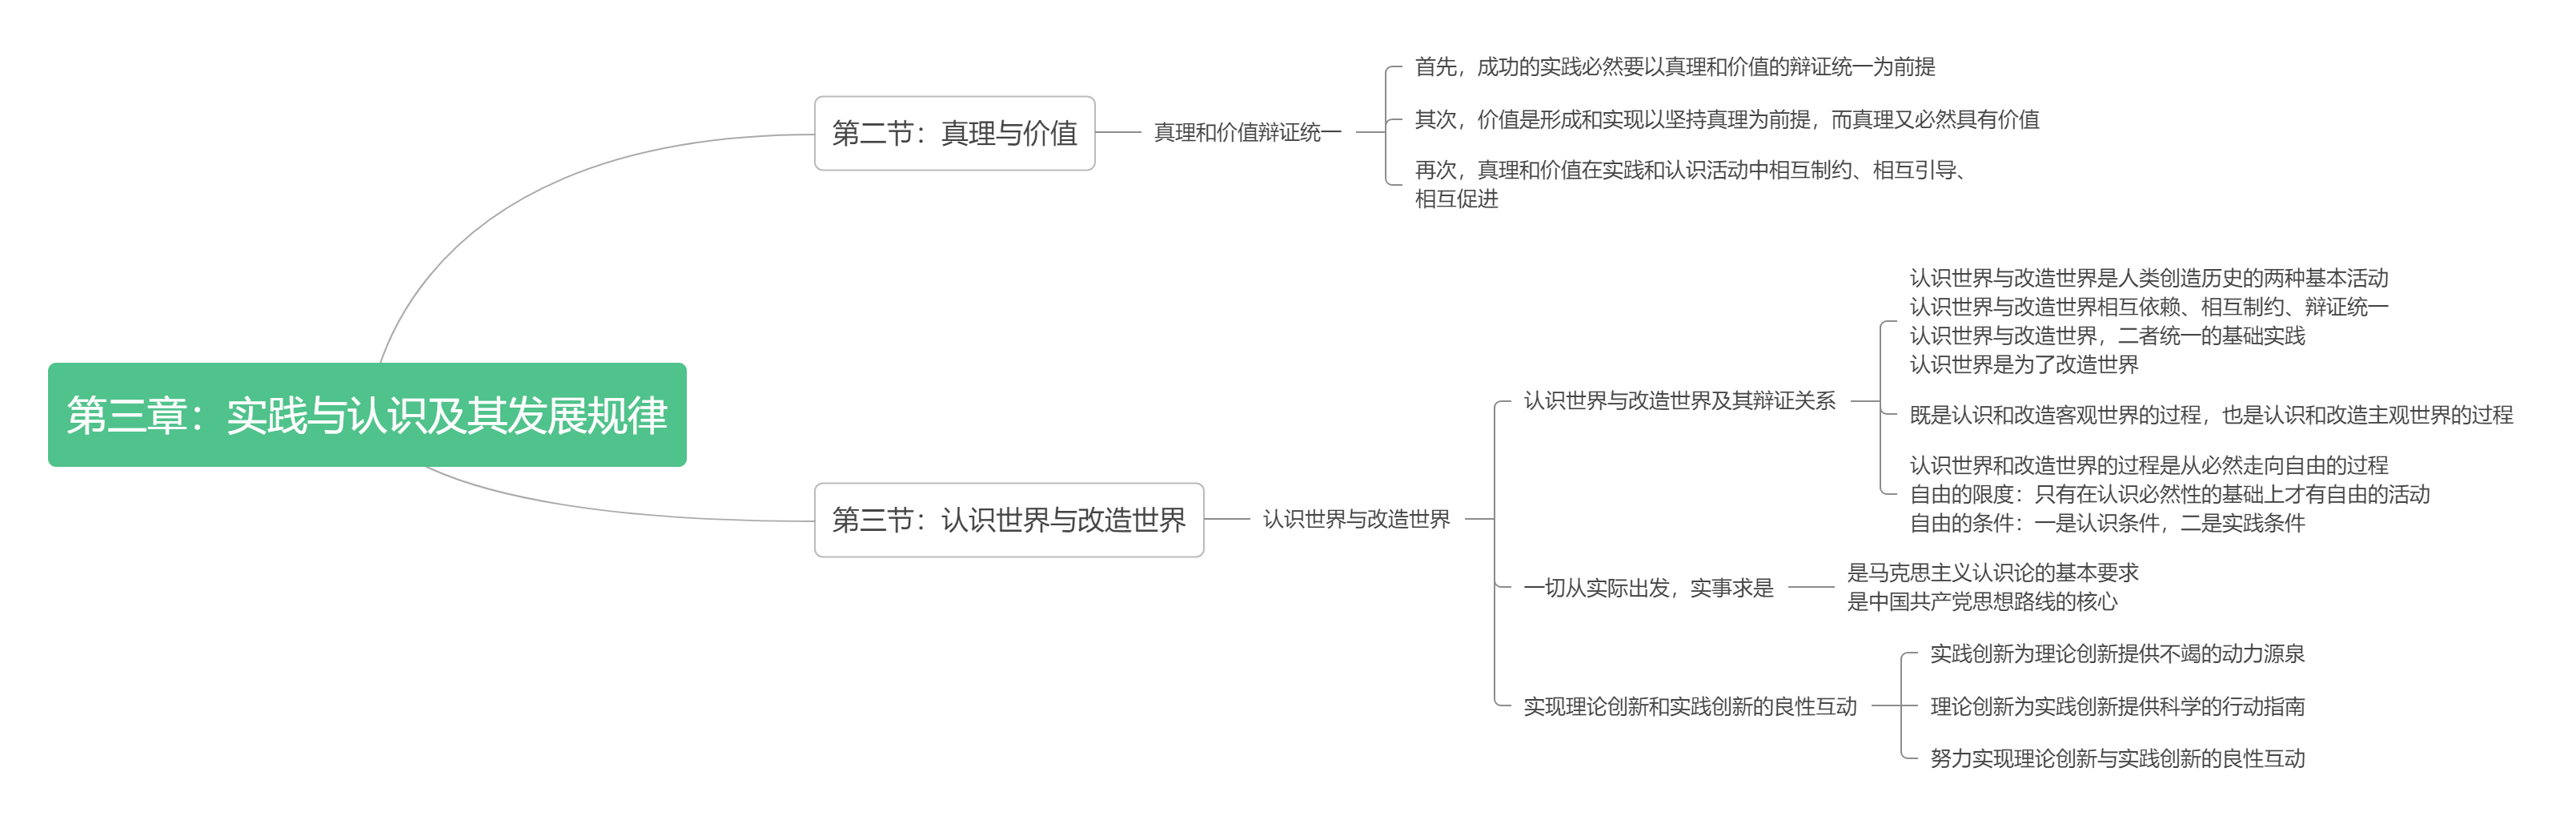 第三章：实践与认识及其发展规律
第二节：真理与价值
真理和价值辩证统一
首先，成功的实践必然要以真理和价值的辩证统一为前提
其次，价值是形成和实现以坚持真理为前提，而真理又必然具有价值
再次，真理和价值在实践和认识活动中相互制约、相互引导、
相互促进
第三节：认识世界与改造世界
认识世界与改造世界
认识世界与改造世界及其辩证关系
认识世界与改造世界是人类创造历史的两种基本活动
认识世界与改造世界相互依赖、相互制约、辩证统一
认识世界与改造世界，二者统一的基础实践
认识世界是为了改造世界
既是认识和改造客观世界的过程，也是认识和改造主观世界的过程
认识世界和改造世界的过程是从必然走向自由的过程
自由的限度：只有在认识必然性的基础上才有自由的活动
自由的条件：一是认识条件，二是实践条件
一切从实际出发，实事求是
是马克思主义认识论的基本要求
是中国共产党思想路线的核心
实现理论创新和实践创新的良性互动
实践创新为理论创新提供不竭的动力源泉
理论创新为实践创新提供科学的行动指南
努力实现理论创新与实践创新的良性互动